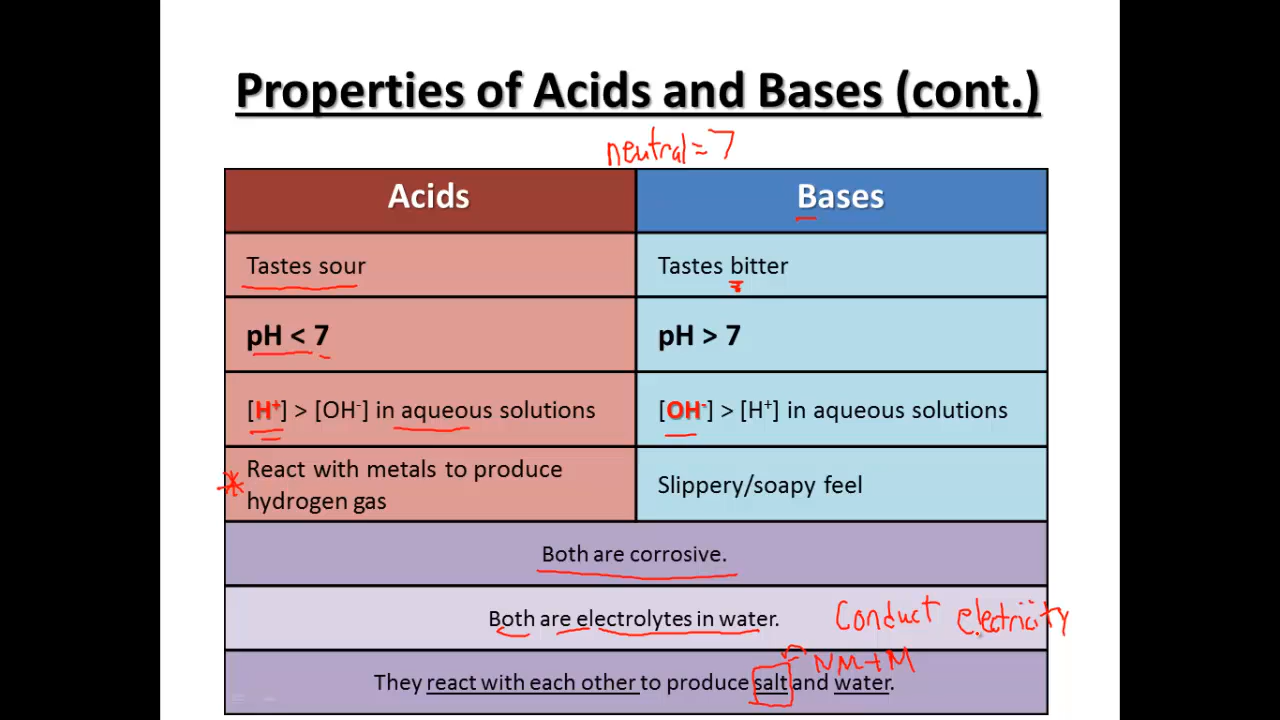 Properties of Acids and Bases (cont.)
neutral = 7
Acids
Bases
Tastes sour
Tastes bitter
pH < 7
pH > 7
[H⁺] > [OH⁻] in aqueous solutions
[OH⁻] > [H⁺] in aqueous solutions
React with metals to produce
hydrogen gas
Slippery/soapy feel
Both are corrosive.
Both are electrolytes in water.
Conduct electricity
NM + M
They react with each other to produce salt and water.